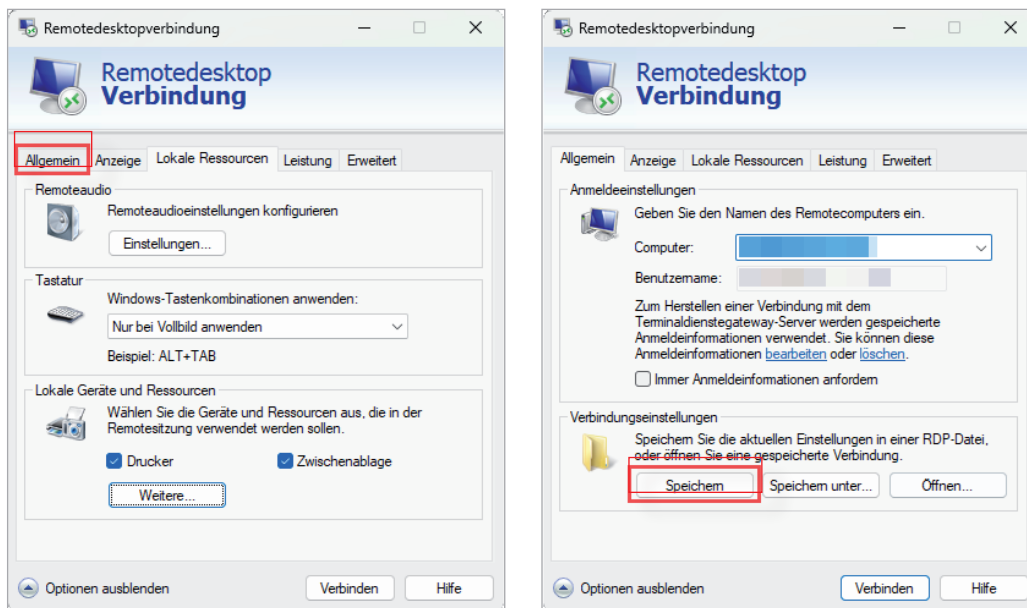 Remotedesktopverbindung
Remotedesktop
Verbindung
Allgemein Anzeige Lokale Ressourcen Leistung Erweitert
Remoteaudio
Remoteaudioeinstellungen konfigurieren
Einstellungen...
Tastatur
Windows-Tastenkombinationen anwenden:
Nur bei Vollbild anwenden
Beispiel: ALT+TAB
Lokale Geräte und Ressourcen
Wählen Sie die Geräte und Ressourcen aus, die in der
Remotesitzung verwendet werden sollen.
Drucker Zwischenablage
Weitere...
Optionen ausblenden Verbinden Hilfe
Remotedesktopverbindung
Remotedesktop
Verbindung
Allgemein Anzeige Lokale Ressourcen Leistung Erweitert
Anmeldeeinstellungen
Geben Sie den Namen des Remotecomputers ein.
Computer:
Benutzername:
Zum Herstellen einer Verbindung mit dem
Terminaldienstegateway-Server werden gespeicherte
Anmeldeinformationen verwendet. Sie können diese
Anmeldeinformationen bearbeiten oder löschen.
Immer Anmeldeinformationen anfordern
Verbindungseinstellungen
Speichern Sie die aktuellen Einstellungen in einer RDP-Datei,
oder öffnen Sie eine gespeicherte Verbindung.
Speichern Speichern unter... Öffnen...
Optionen ausblenden Verbinden Hilfe